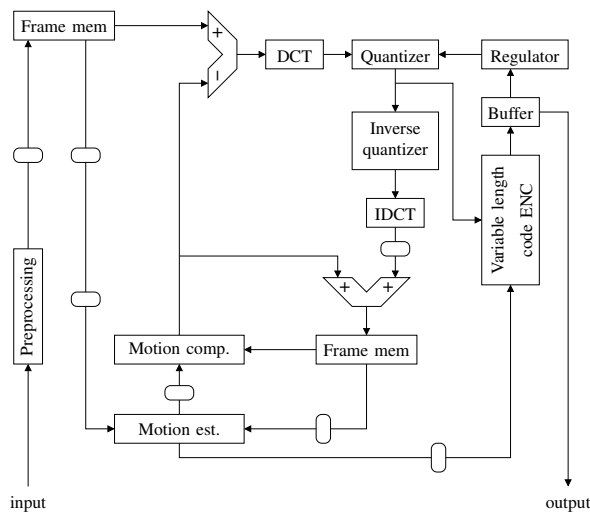 Frame mem
+
−
DCT
Quantizer
Regulator
Buffer
Inverse
quantizer
IDCT
Variable length
code ENC
Preprocessing
+ +
Motion comp.
Frame mem
Motion est.
input
output